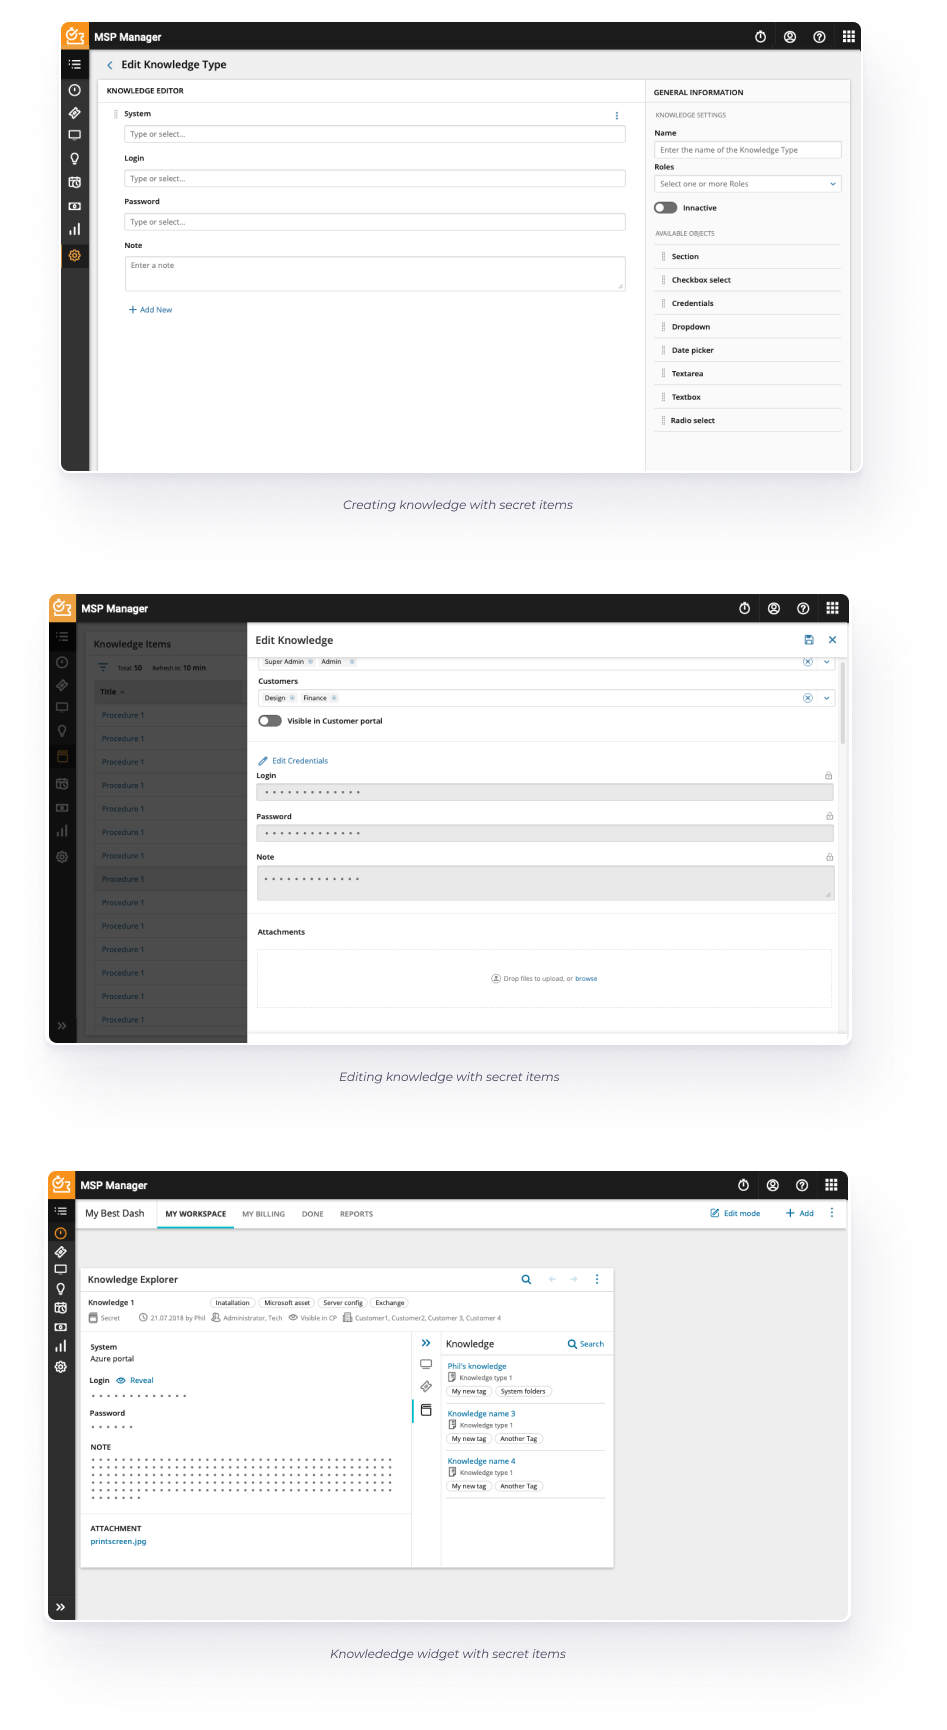 MSP Manager
Edit Knowledge Type
KNOWLEDGE EDITOR
System
Type or select...
Login
Type or select...
Password
Type or select...
Note
Enter a note
Add New
GENERAL INFORMATION
KNOWLEDGE SETTINGS
Name
Enter the name of the Knowledge Type
Roles
Select one or more Roles
Innactive
AVAILABLE OBJECTS
Section
Checkbox select
Credentials
Dropdown
Date picker
Textarea
Textbox
Radio select
Creating knowledge with secret items
MSP Manager
Knowledge Items
Total: 50 Refresh in: 10 min
Title
Procedure 1
Procedure 1
Procedure 1
Procedure 1
Procedure 1
Procedure 1
Procedure 1
Procedure 1
Procedure 1
Procedure 1
Procedure 1
Procedure 1
Procedure 1
Procedure 1
Edit Knowledge
Super Admin Admin
Customers
Design Finance
Visible in Customer portal
Edit Credentials
Login
Password
Note
Attachments
Drop files to upload, or browse
Editing knowledge with secret items
MSP Manager
My Best Dash MY WORKSPACE MY BILLING DONE REPORTS Edit mode Add
Knowledge Explorer
Knowledge 1 Inatallation Microsoft asset Server config Exchange
Secret 21.07.2018 by Phil Administrator, Tech Visible in CP Customer1, Customer2, Customer 3, Customer 4
System
Azure portal
Login Reveal
Password
NOTE
ATTACHMENT
printscreen.jpg
Knowledge Search
Phil's knowledge
Knowledge type 1
My new tag System folders
Knowledge name 3
Knowledge type 1
My new tag Another Tag
Knowledge name 4
Knowledge type 1
My new tag Another Tag
Knowlededge widget with secret items